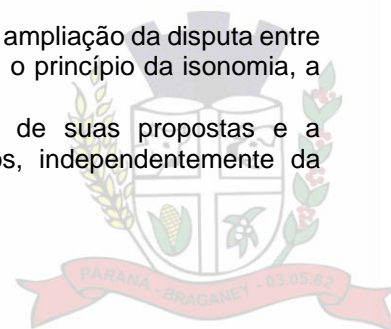 ampliação da disputa entre
o princípio da isonomia, a
de suas propostas e a
os, independentemente da
PARANÁ - BRAGANEY - 03.05.82